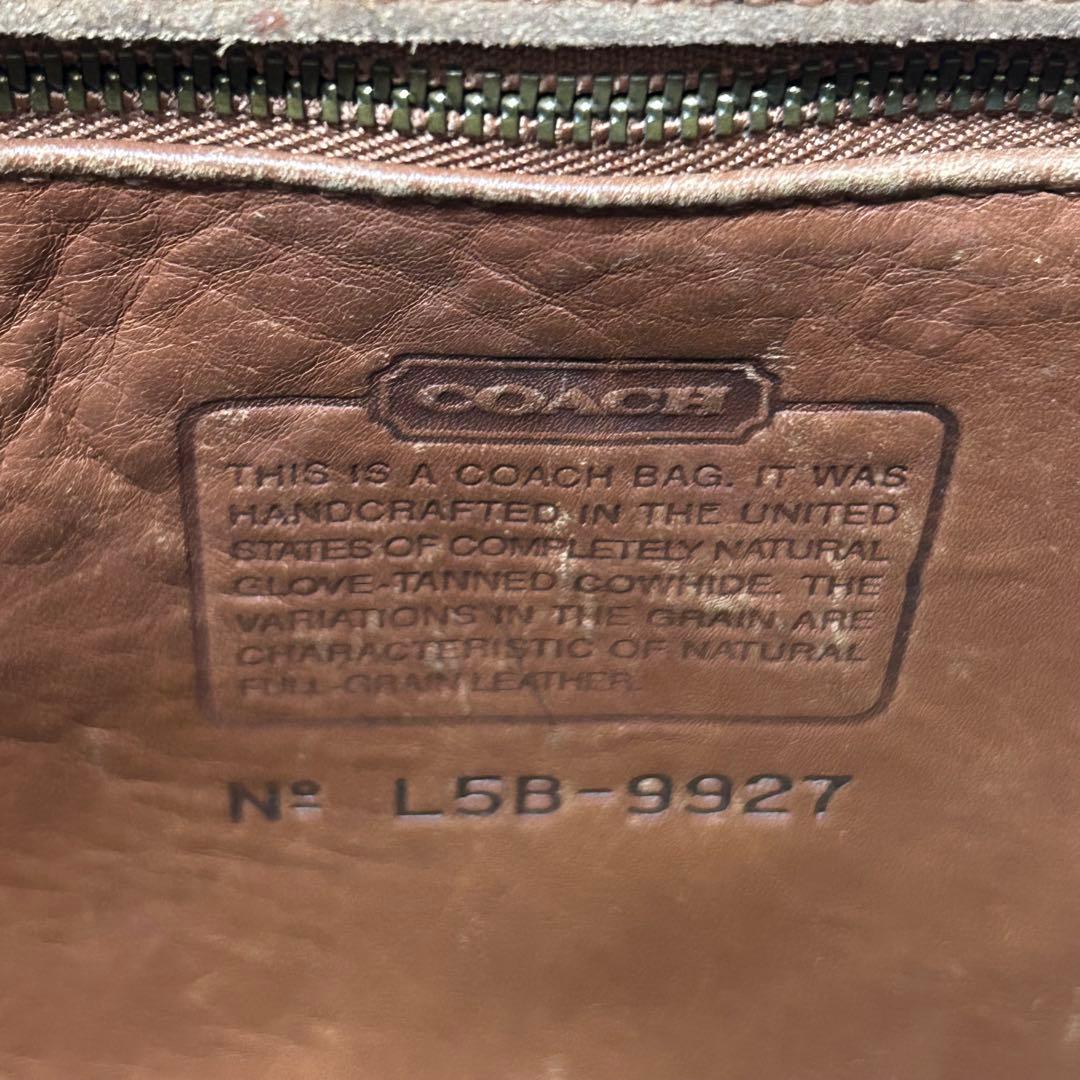 COACH
THIS IS A COACH BAG. IT WAS
HANDCRAFTED IN THE UNITED
STATES OF COMPLETELY NATURAL
GLOVE-TANNED COWHIDE. THE
VARIATIONS IN THE GRAIN ARE
CHARACTERISTIC OF NATURAL
FULL-GRAIN LEATHER.
Nº L5B-9927